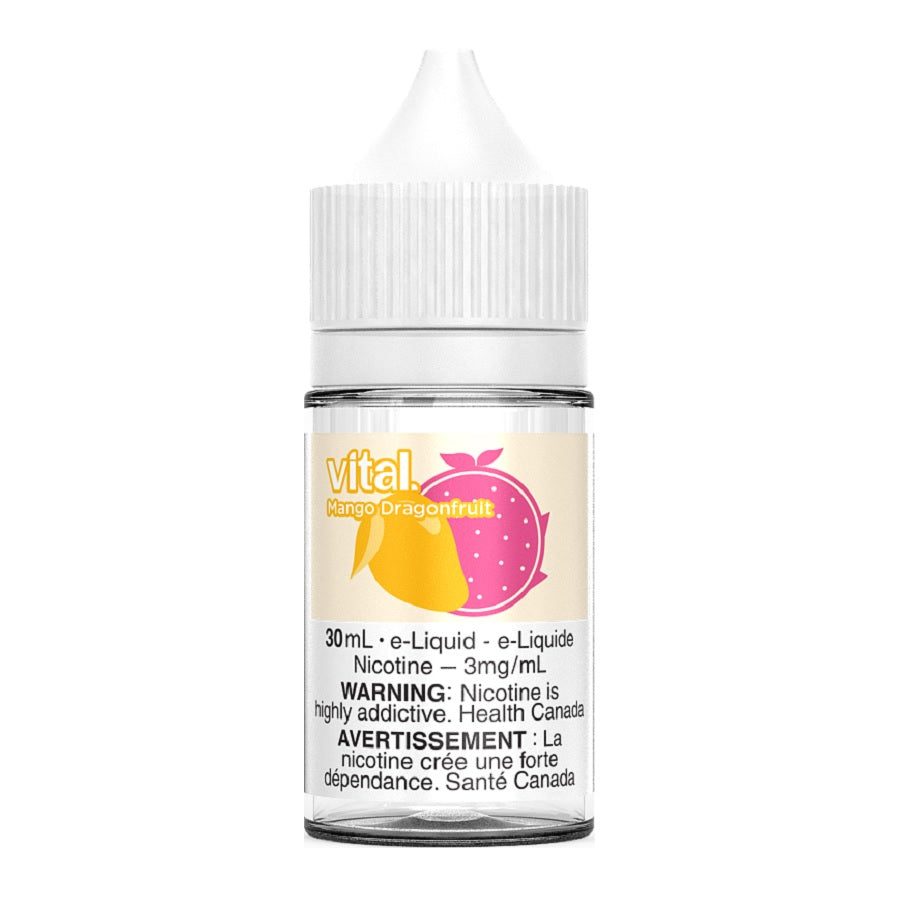 vital.
Mango Dragonfruit
30mL • e-Liquid - e-Liquide
Nicotine – 3mg/mL
WARNING: Nicotine is
highly addictive. Health Canada
AVERTISSEMENT : La
nicotine crée une forte
dépendance. Santé Canada